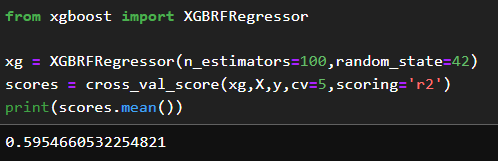 from xgboost import XGBRFRegressor
xg = XGBRFRegressor(n_estimators=100,random_state=42)
scores = cross_val_score(xg,X,y,cv=5,scoring='r2')
print(scores.mean())
0.5954660532254821